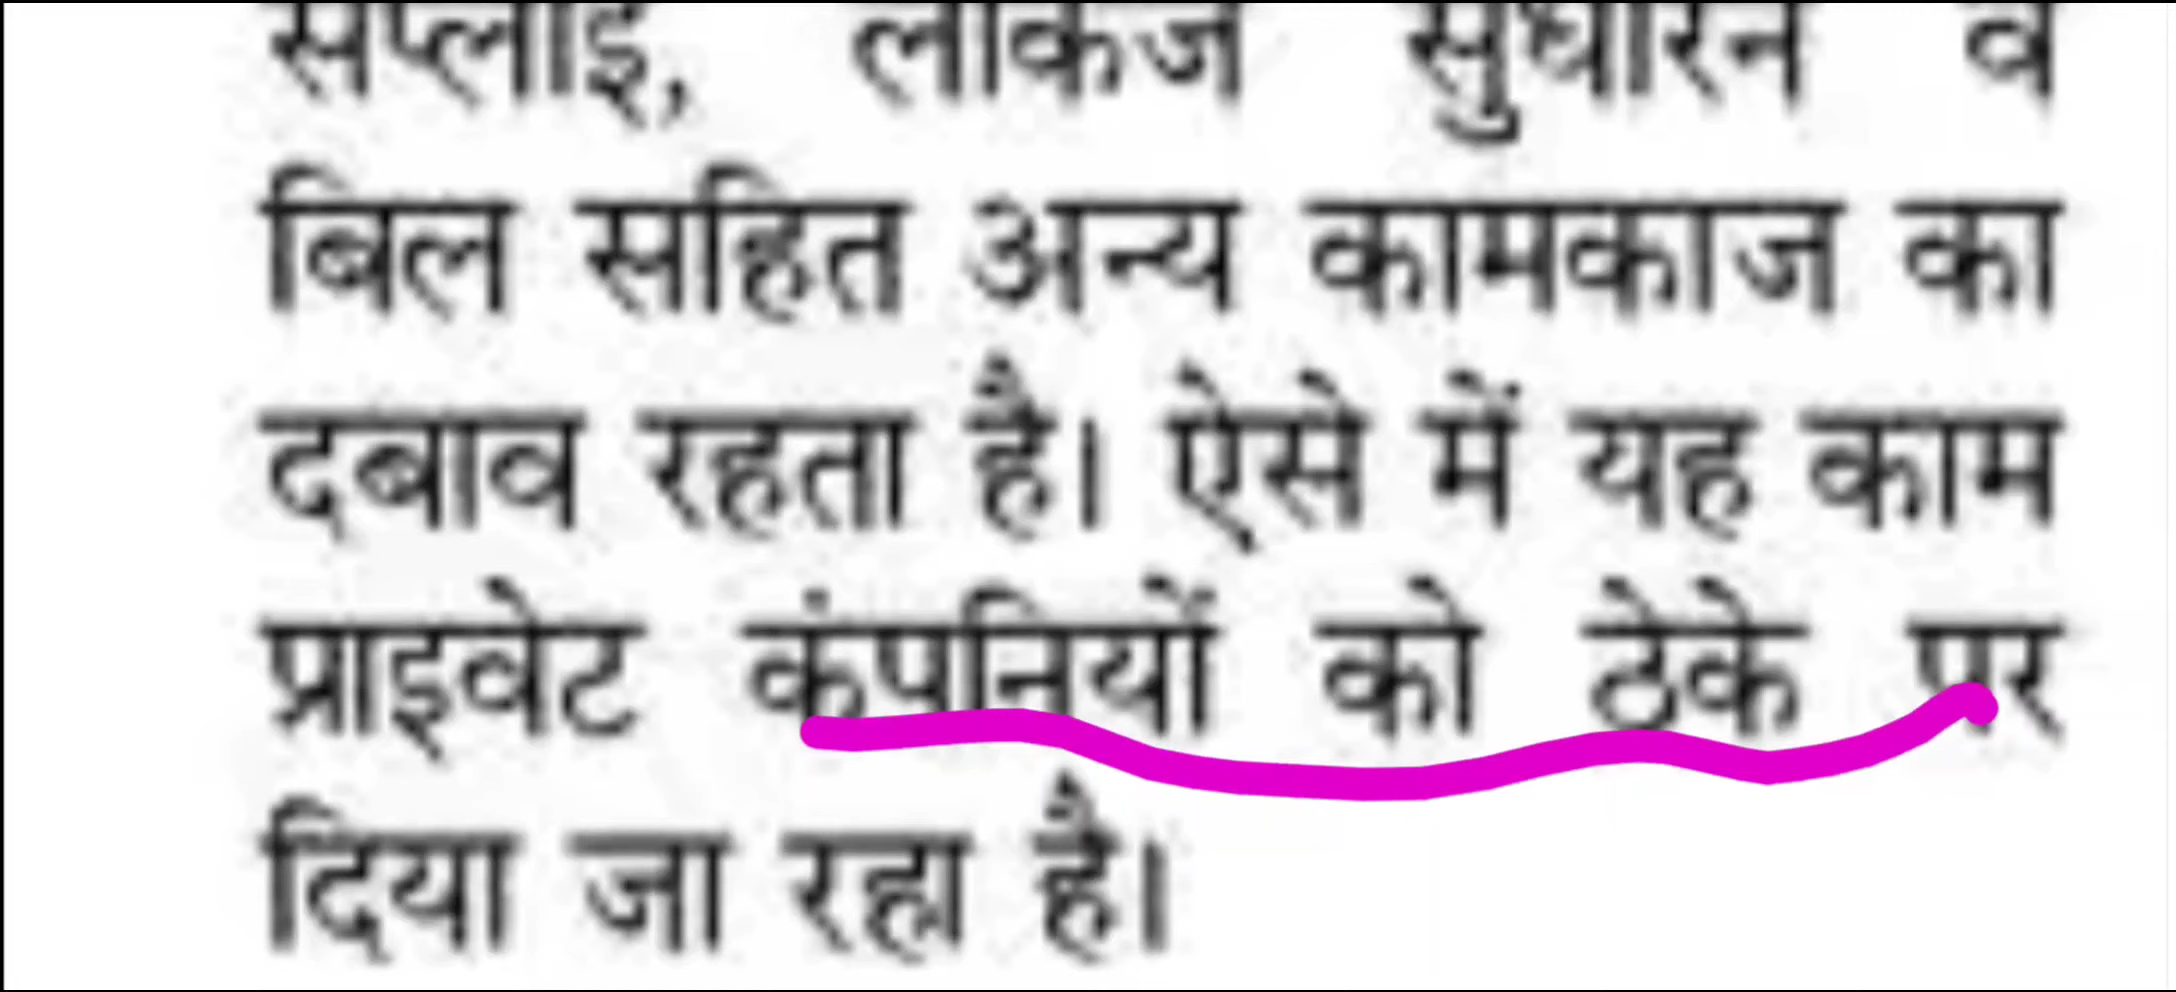 सप्लाई, लीकेज सुधारने व
बिल सहित अन्य कामकाज का
दबाव रहता है। ऐसे में यह काम
प्राइवेट कंपनियों को ठेके पर
दिया जा रहा है।